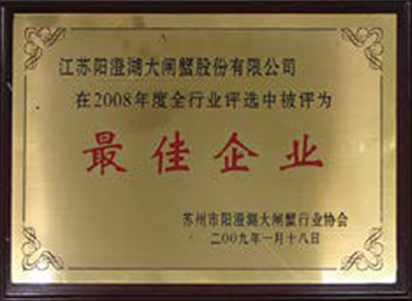 江苏阳澄湖大闸蟹股份有限公司
在2008年度全行业评选中被评为
最佳企业
苏州市阳澄湖大闸蟹行业协会
二00九年一月十八日